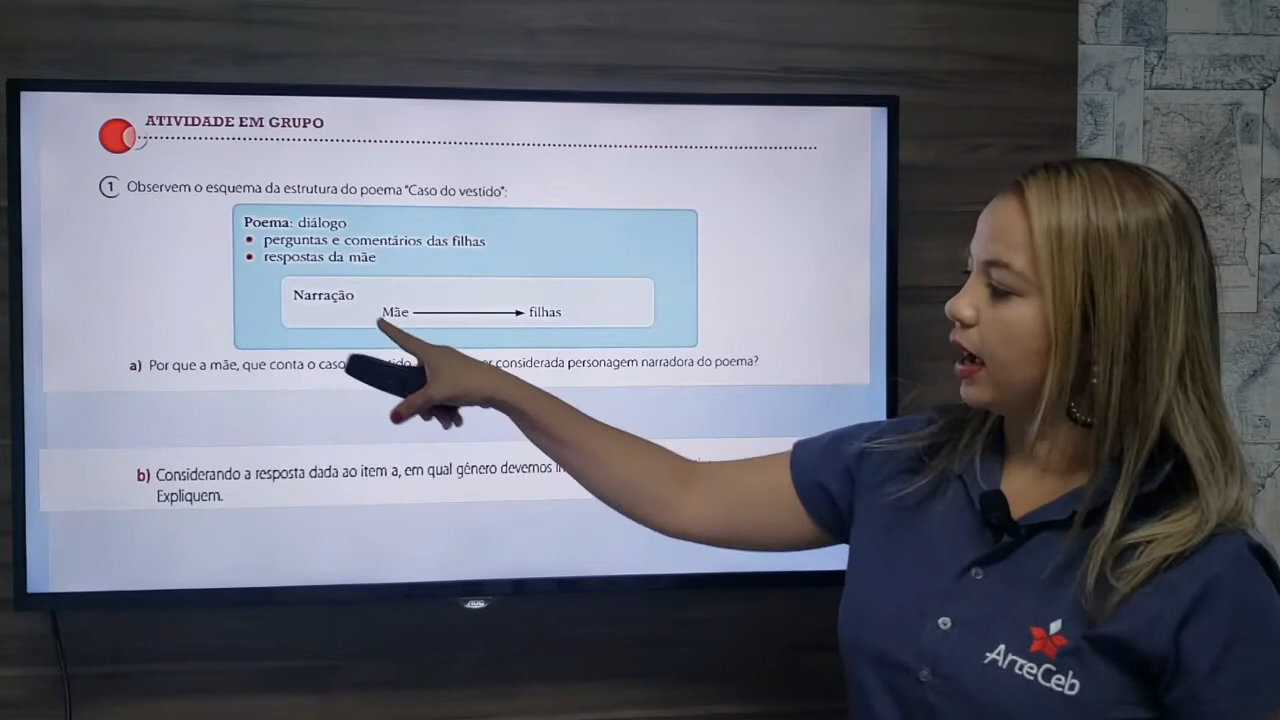 ATIVIDADE EM GRUPO
1 Observem o esquema da estrutura do poema "Caso do vestido":
Poema: diálogo
• perguntas e comentários das filhas
• respostas da mãe
Narração
Mãe filhas
a) Por que a mãe, que conta o caso considerada personagem narradora do poema?
b) Considerando a resposta dada ao item a, em qual gênero devemos
Expliquem.
AOC
ArteCeb